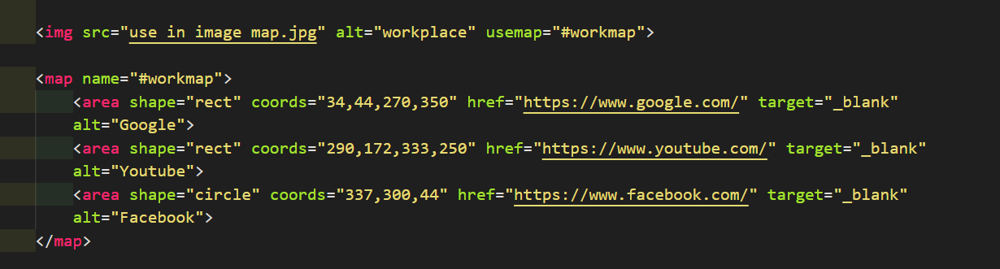 <img src="use in image map.jpg" alt="workplace" usemap="#workmap">
<map name="#workmap">
<area shape="rect" coords="34,44,270,350" href="https://www.google.com/" target="_blank"
alt="Google">
<area shape="rect" coords="290,172,333,250" href="https://www.youtube.com/" target="_blank"
alt="Youtube">
<area shape="circle" coords="337,300,44" href="https://www.facebook.com/" target="_blank"
alt="Facebook">
</map>